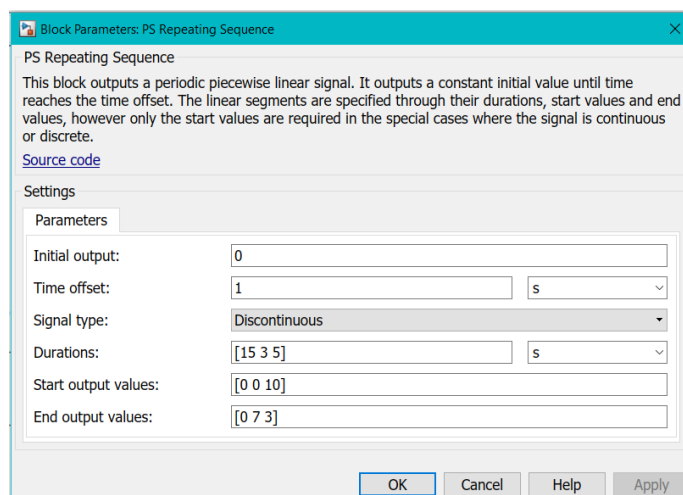 Block Parameters: PS Repeating Sequence
PS Repeating Sequence
This block outputs a periodic piecewise linear signal. It outputs a constant initial value until time
reaches the time offset. The linear segments are specified through their durations, start values and end
values, however only the start values are required in the special cases where the signal is continuous
or discrete.
Source code
Settings
Parameters
Initial output: 0
Time offset: 1 s
Signal type: Discontinuous
Durations: [15 3 5] s
Start output values: [0 0 10]
End output values: [0 7 3]
OK Cancel Help Apply